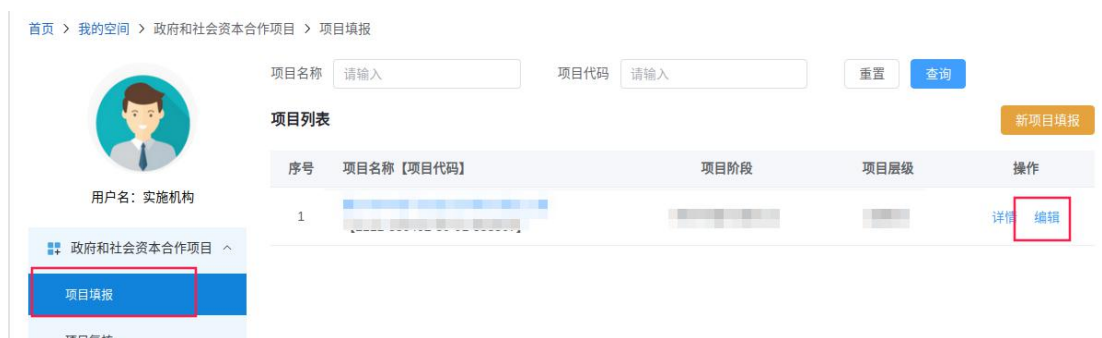 首页 > 我的空间 > 政府和社会资本合作项目 > 项目填报
项目名称 请输入 项目代码 请输入 重置 查询
项目列表 新项目填报
序号 项目名称【项目代码】 项目阶段 项目层级 操作
1 详情 编辑
用户名：实施机构
政府和社会资本合作项目
项目填报